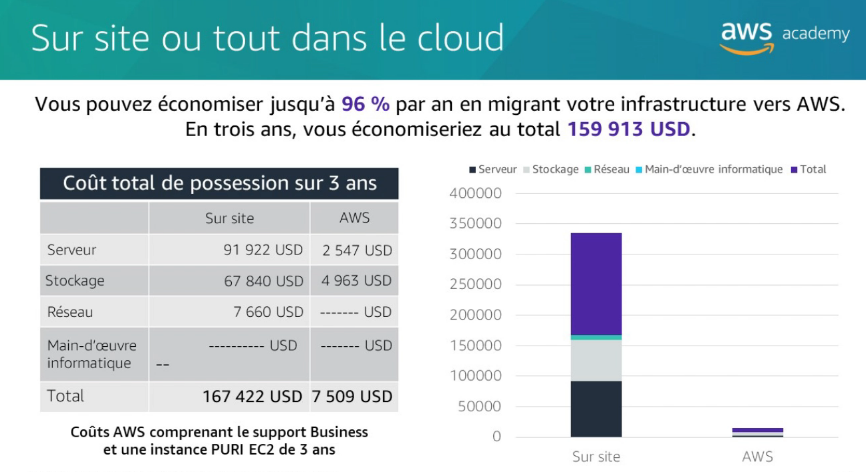 Sur site ou tout dans le cloud
aws academy
Vous pouvez économiser jusqu'à 96 % par an en migrant votre infrastructure vers AWS.
En trois ans, vous économiseriez au total 159 913 USD.
Coût total de possession sur 3 ans
Sur site AWS
Serveur 91 922 USD 2 547 USD
Stockage 67 840 USD 4 963 USD
Réseau 7 660 USD ------- USD
Main-d'œuvre ---------- USD ------- USD
informatique --
Total 167 422 USD 7 509 USD
Coûts AWS comprenant le support Business
et une instance PURI EC2 de 3 ans
Serveur Stockage Réseau Main-d'œuvre informatique Total
400000
350000
300000
250000
200000
150000
100000
50000
0
Sur site AWS